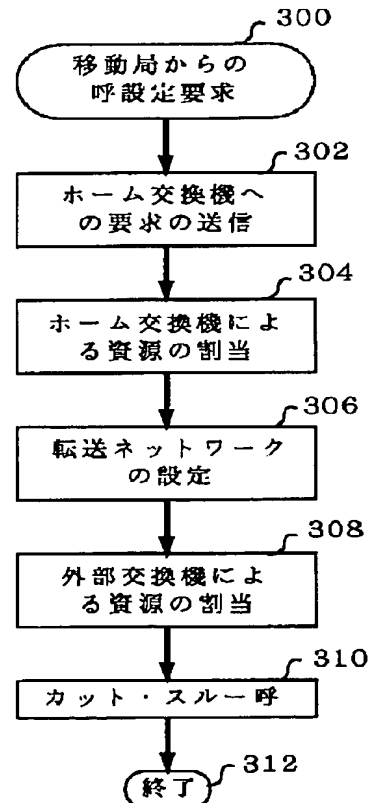 300
移動局からの
呼設定要求
302
ホーム交換機へ
の要求の送信
304
ホーム交換機によ
る資源の割当
306
転送ネットワーク
の設定
308
外部交換機によ
る資源の割当
310
カット・スルー呼
312
終了